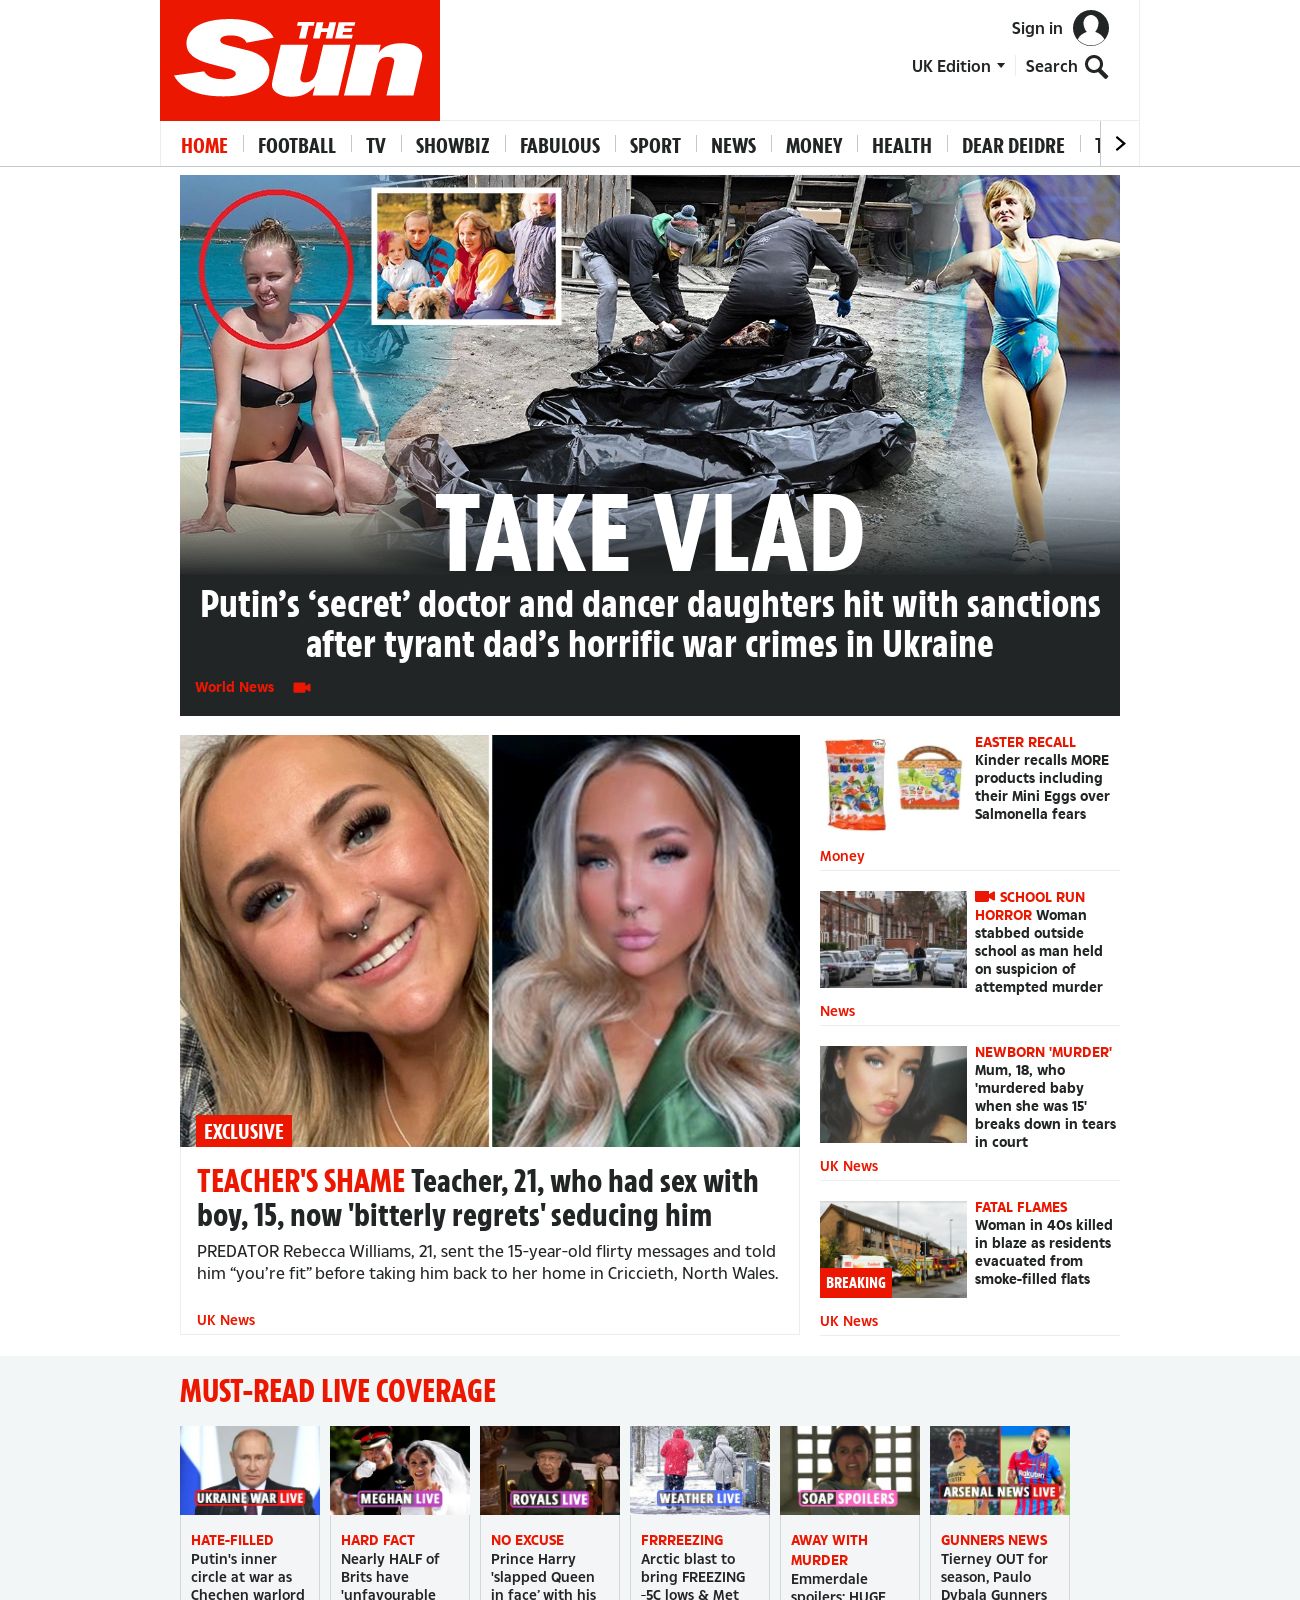 THE
Sun
Sign in
UK Edition
Search
HOME
FOOTBALL
TV
SHOWBIZ
FABULOUS
SPORT
NEWS
MONEY
HEALTH
DEAR DEIDRE
TAKE VLAD
Putin’s ‘secret’ doctor and dancer daughters hit with sanctions
after tyrant dad’s horrific war crimes in Ukraine
World News
EXCLUSIVE
TEACHER'S SHAME Teacher, 21, who had sex with
boy, 15, now 'bitterly regrets' seducing him
PREDATOR Rebecca Williams, 21, sent the 15-year-old flirty messages and told
him “you’re fit” before taking him back to her home in Criccieth, North Wales.
UK News
Kinder
EASTER RECALL
Kinder recalls MORE
products including
their Mini Eggs over
Salmonella fears
Money
SCHOOL RUN
HORROR Woman
stabbed outside
school as man held
on suspicion of
attempted murder
News
NEWBORN 'MURDER'
Mum, 18, who
'murdered baby
when she was 15'
breaks down in tears
in court
UK News
BREAKING
FATAL FLAMES
Woman in 40s killed
in blaze as residents
evacuated from
smoke-filled flats
UK News
MUST-READ LIVE COVERAGE
UKRAINE WAR LIVE
HATE-FILLED
Putin's inner
circle at war as
Chechen warlord
MEGHAN LIVE
HARD FACT
Nearly HALF of
Brits have
'unfavourable
ROYALS LIVE
NO EXCUSE
Prince Harry
'slapped Queen
in face’ with his
WEATHER LIVE
FRRREEZING
Arctic blast to
bring FREEZING
-5C lows & Met
SOAP SPOILERS
AWAY WITH
MURDER
Emmerdale
spoilers: HUGE
Rakuten
ARSENAL NEWS LIVE
GUNNERS NEWS
Tierney OUT for
season, Paulo
Dybala Gunners